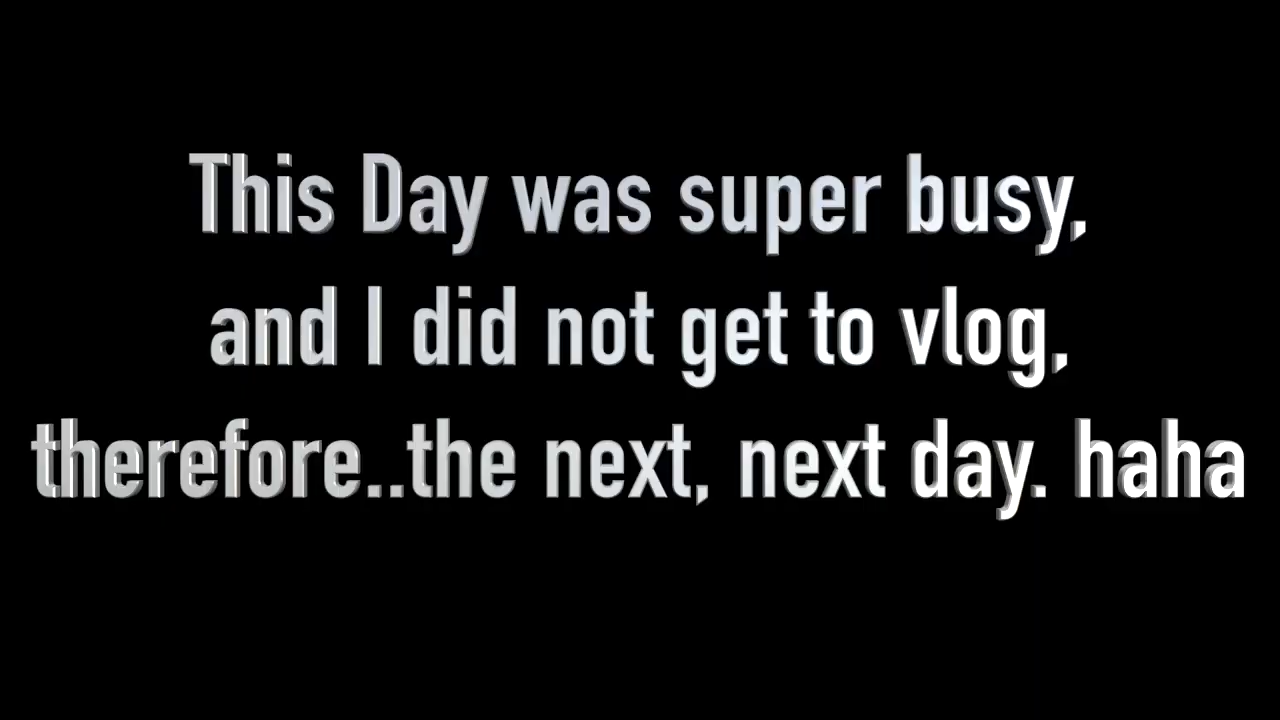 This Day was super busy,
and I did not get to vlog,
therefore..the next, next day. haha